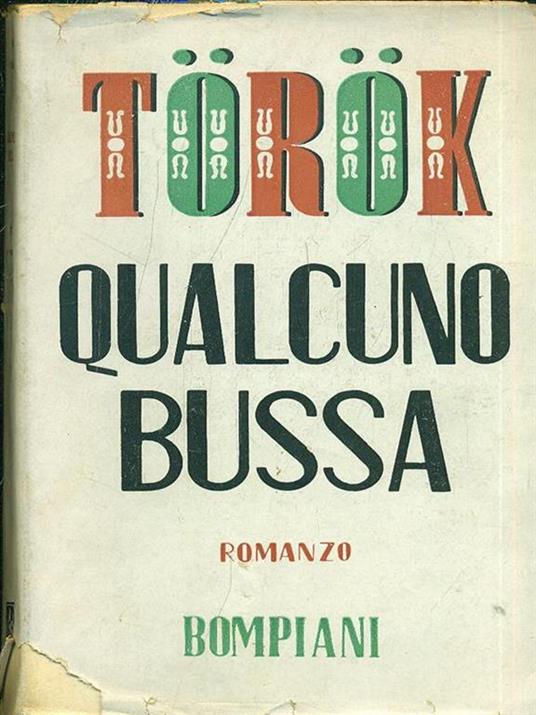 TÖRÖK
QUALCUNO
BUSSA
ROMANZO
BOMPIANI